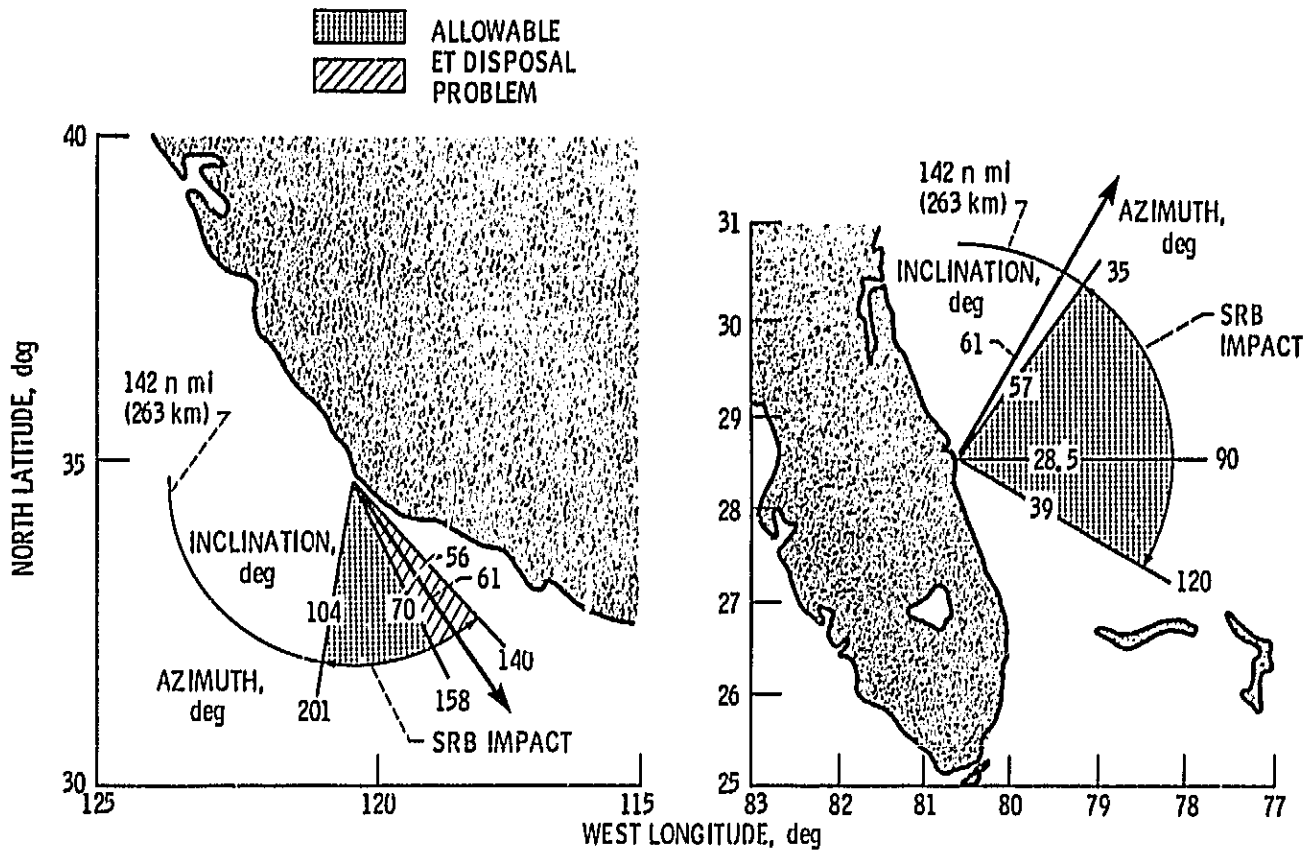 ALLOWABLE
ET DISPOSAL
PROBLEM
40
35
30
NORTH LATITUDE, deg
142 n mi
(263 km)
INCLINATION,
deg
56
61
104
70
AZIMUTH,
deg
140
158
201
SRB IMPACT
125
120
115
142 n mi
(263 km)
AZIMUTH,
deg
31
30
29
28
27
26
25
INCLINATION,
deg
35
61
57
SRB
IMPACT
28.5
90
39
120
83
82
81
80
79
78
77
WEST LONGITUDE, deg